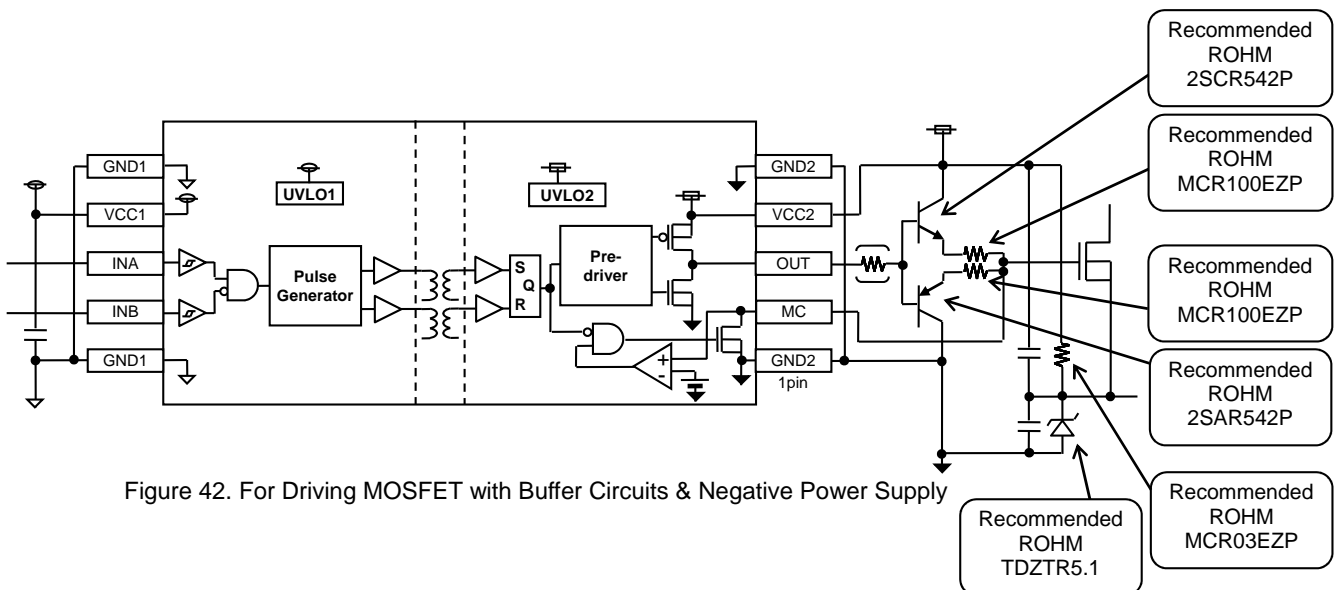 Recommended
ROHM
2SCR542P
Recommended
ROHM
MCR100EZP
GND1
VCC1
INA
INB
GND1
UVLO1
Pulse
Generator
UVLO2
S
Q
R
Pre-
driver
+
-
GND2
VCC2
OUT
MC
GND2
1pin
Recommended
ROHM
MCR100EZP
Recommended
ROHM
2SAR542P
Recommended
ROHM
MCR03EZP
Recommended
ROHM
TDZTR5.1
Figure 42. For Driving MOSFET with Buffer Circuits & Negative Power Supply